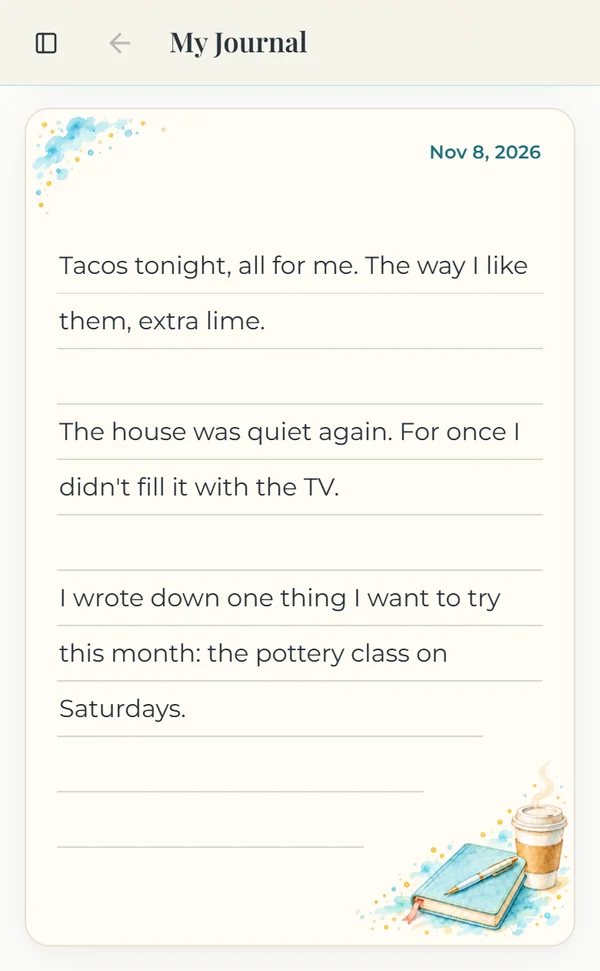 My Journal
Nov 8, 2026
Tacos tonight, all for me. The way I like
them, extra lime.
The house was quiet again. For once I
didn't fill it with the TV.
I wrote down one thing I want to try
this month: the pottery class on
Saturdays.